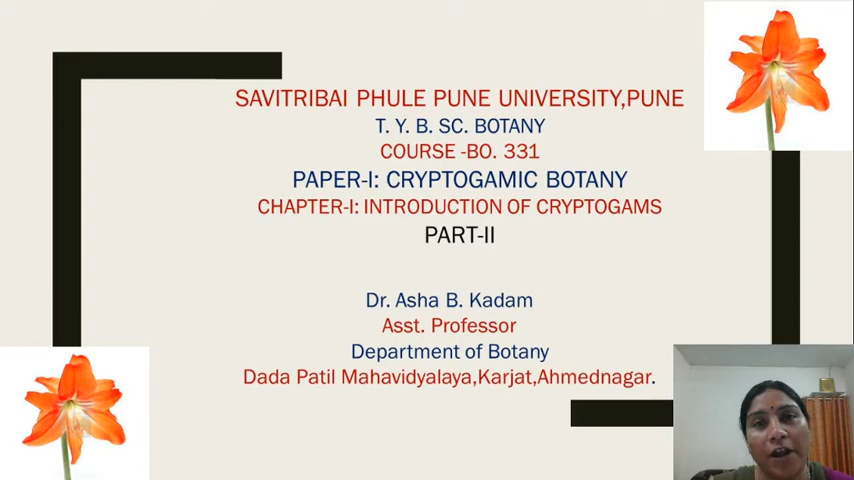 SAVITRIBAI PHULE PUNE UNIVERSITY,PUNE
T. Y. B. SC. BOTANY
COURSE -BO. 331
PAPER-I: CRYPTOGAMIC BOTANY
CHAPTER-I: INTRODUCTION OF CRYPTOGAMS
PART-II
Dr. Asha B. Kadam
Asst. Professor
Department of Botany
Dada Patil Mahavidyalaya,Karjat,Ahmednagar.